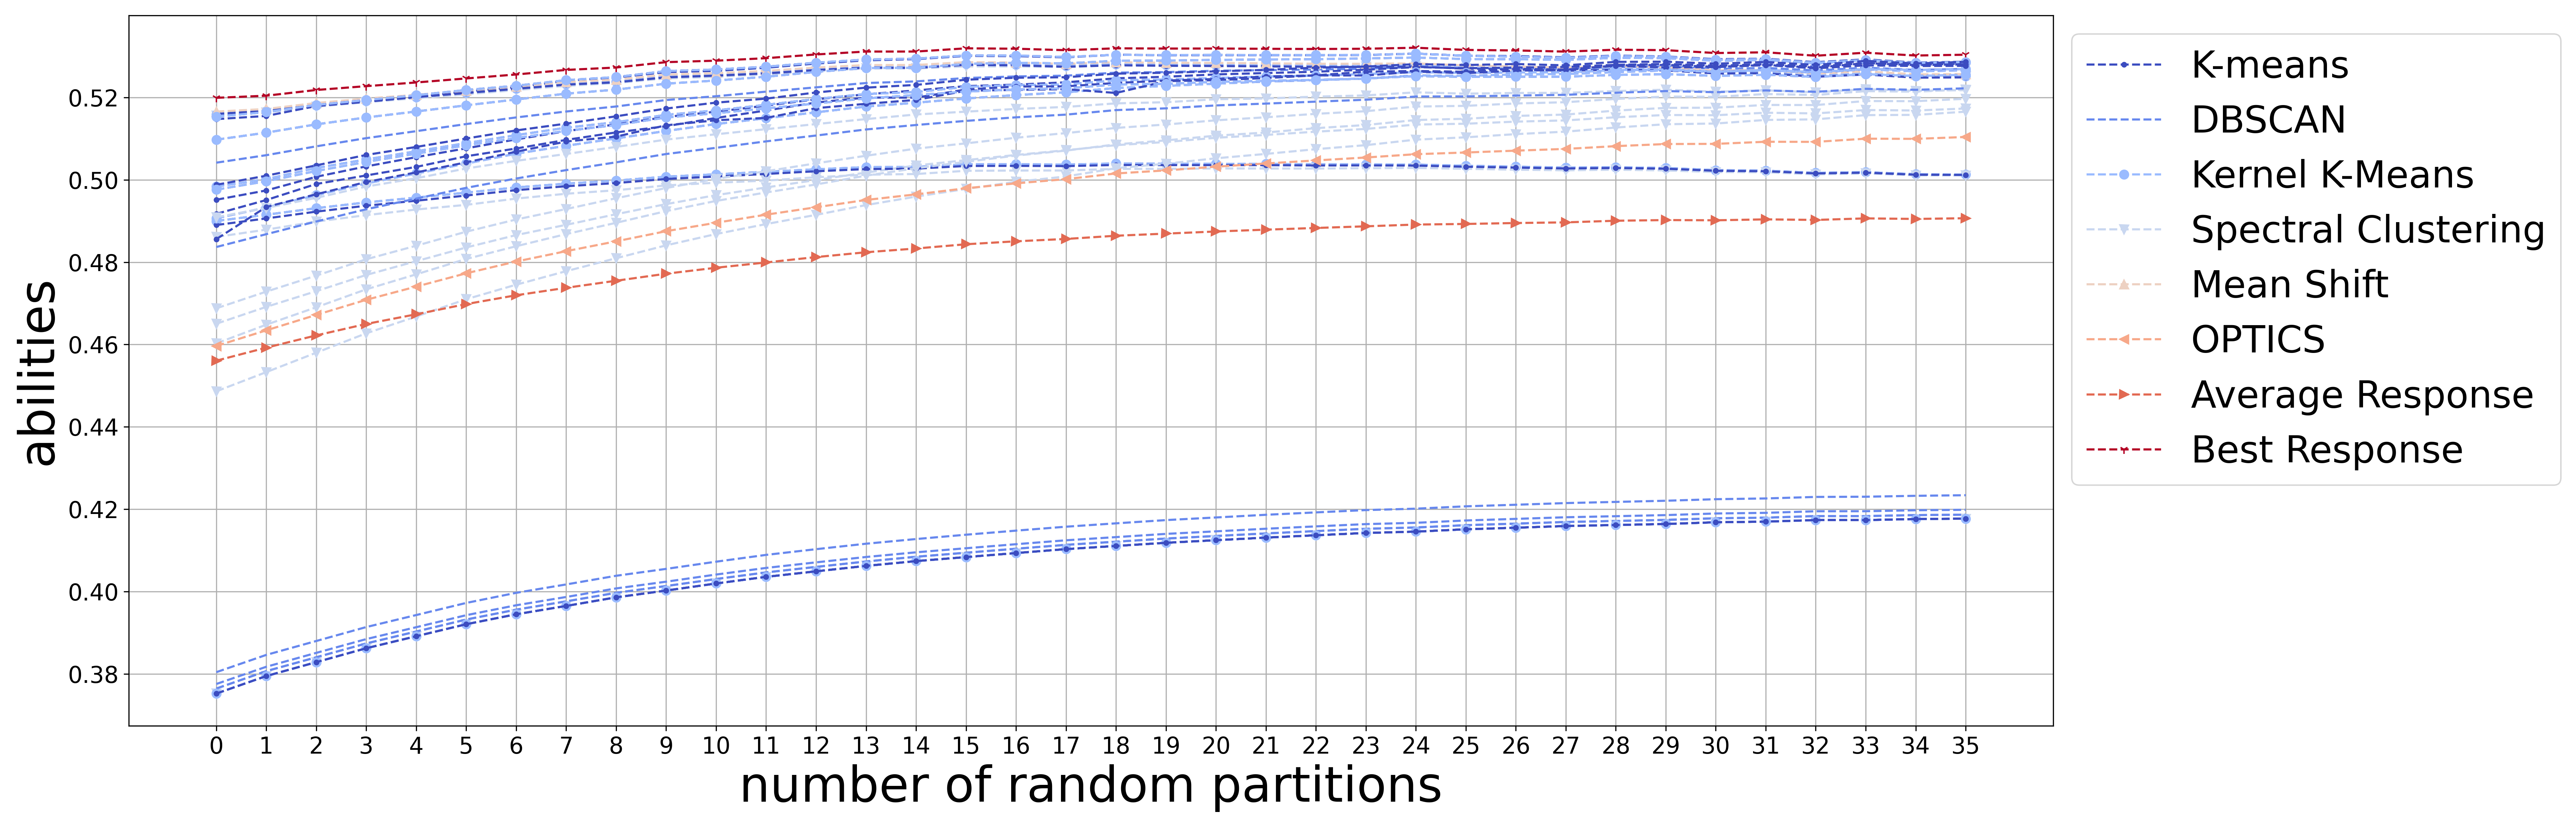 abilities
0.52
0.50
0.48
0.46
0.44
0.42
0.40
0.38
0 1 2 3 4 5 6 7 8 9 10 11 12 13 14 15 16 17 18 19 20 21 22 23 24 25 26 27 28 29 30 31 32 33 34 35
number of random partitions
K-means
DBSCAN
Kernel K-Means
Spectral Clustering
Mean Shift
OPTICS
Average Response
Best Response